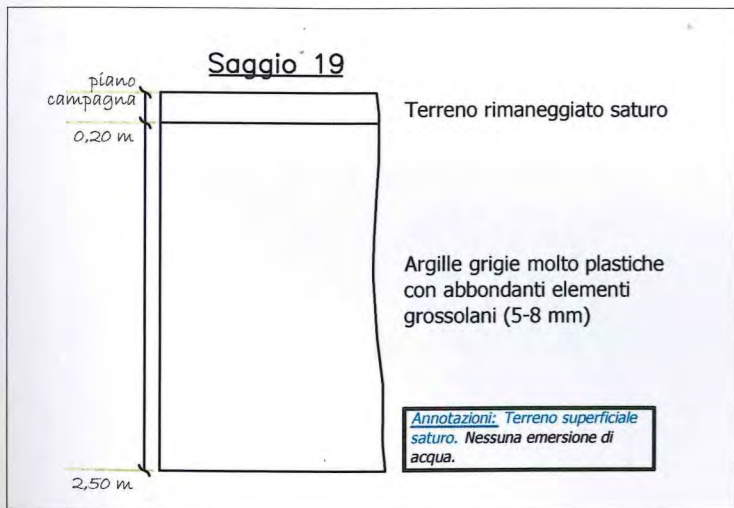 Saggio 19
piano
campagna
Terreno rimaneggiato saturo
0,20 m
Argille grigie molto plastiche
con abbondanti elementi
grossolani (5-8 mm)
Annotazioni: Terreno superficiale
saturo. Nessuna emersione di
acqua.
2,50 m